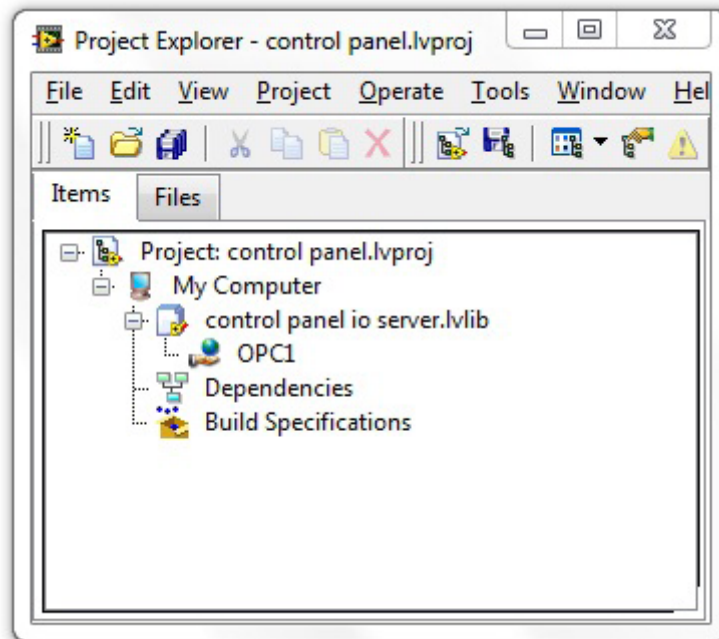 Project Explorer - control panel.lvproj
File Edit View Project Operate Tools Window Hel
Items Files
Project: control panel.lvproj
My Computer
control panel io server.lvlib
OPC1
Dependencies
Build Specifications